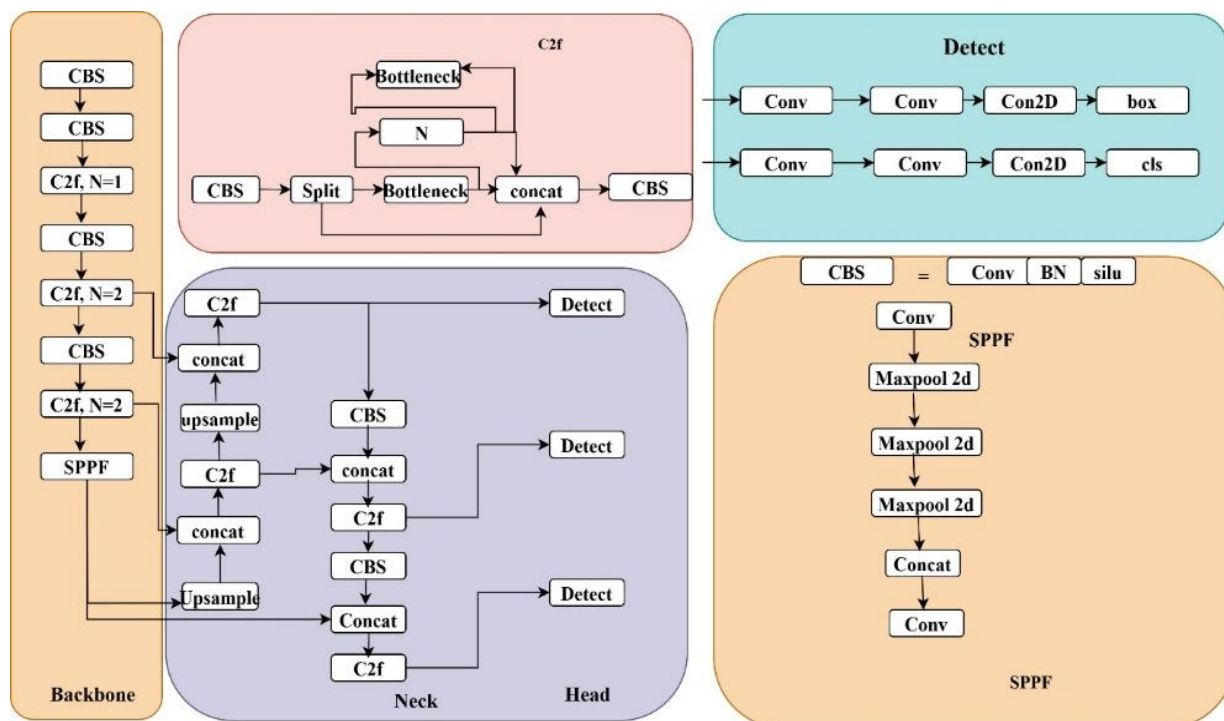 CBS
CBS
C2f, N=1
CBS
C2f, N=2
CBS
C2f, N=2
SPPF
Backbone
C2f
Bottleneck
N
CBS
Split
Bottleneck
concat
CBS
Detect
Conv
Conv
Con2D
box
Conv
Conv
Con2D
cls
C2f
Detect
concat
upsample
CBS
Detect
C2f
concat
concat
C2f
CBS
Upsample
Detect
Concat
C2f
Neck
Head
CBS = Conv BN silu
Conv
SPPF
Maxpool 2d
Maxpool 2d
Maxpool 2d
Concat
Conv
SPPF